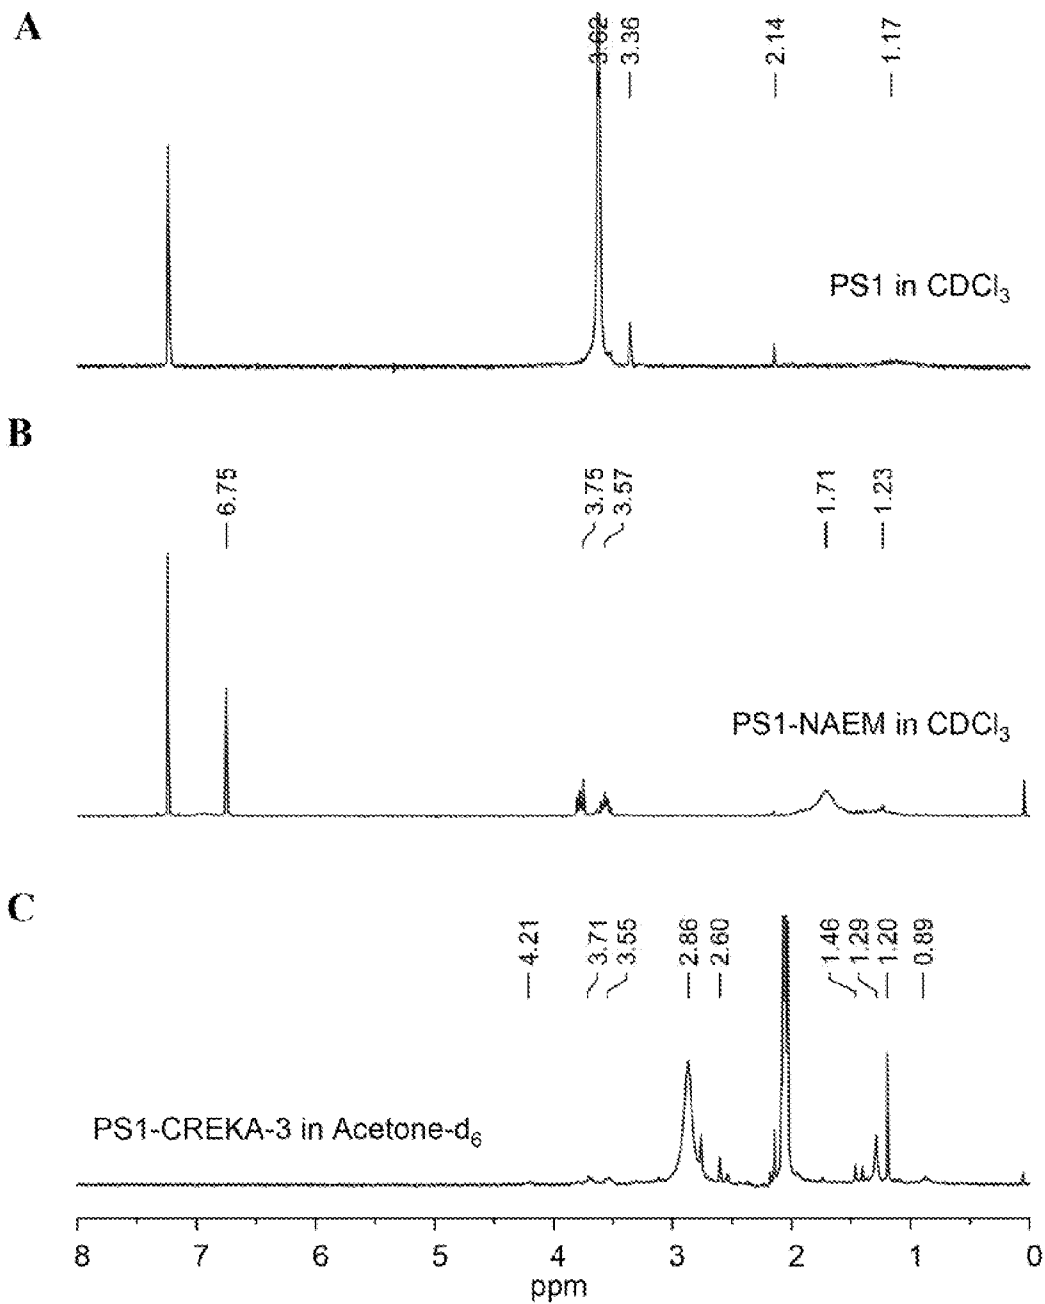 A
3.62
3.36
2.14
1.17
PS1 in CDCl₃
B
6.75
3.75
3.57
1.71
1.23
PS1-NAEM in CDCl₃
C
4.21
3.71
3.55
2.86
2.60
1.46
1.29
1.20
0.89
PS1-CREKA-3 in Acetone-d₆
8 7 6 5 4 3 2 1 0
ppm